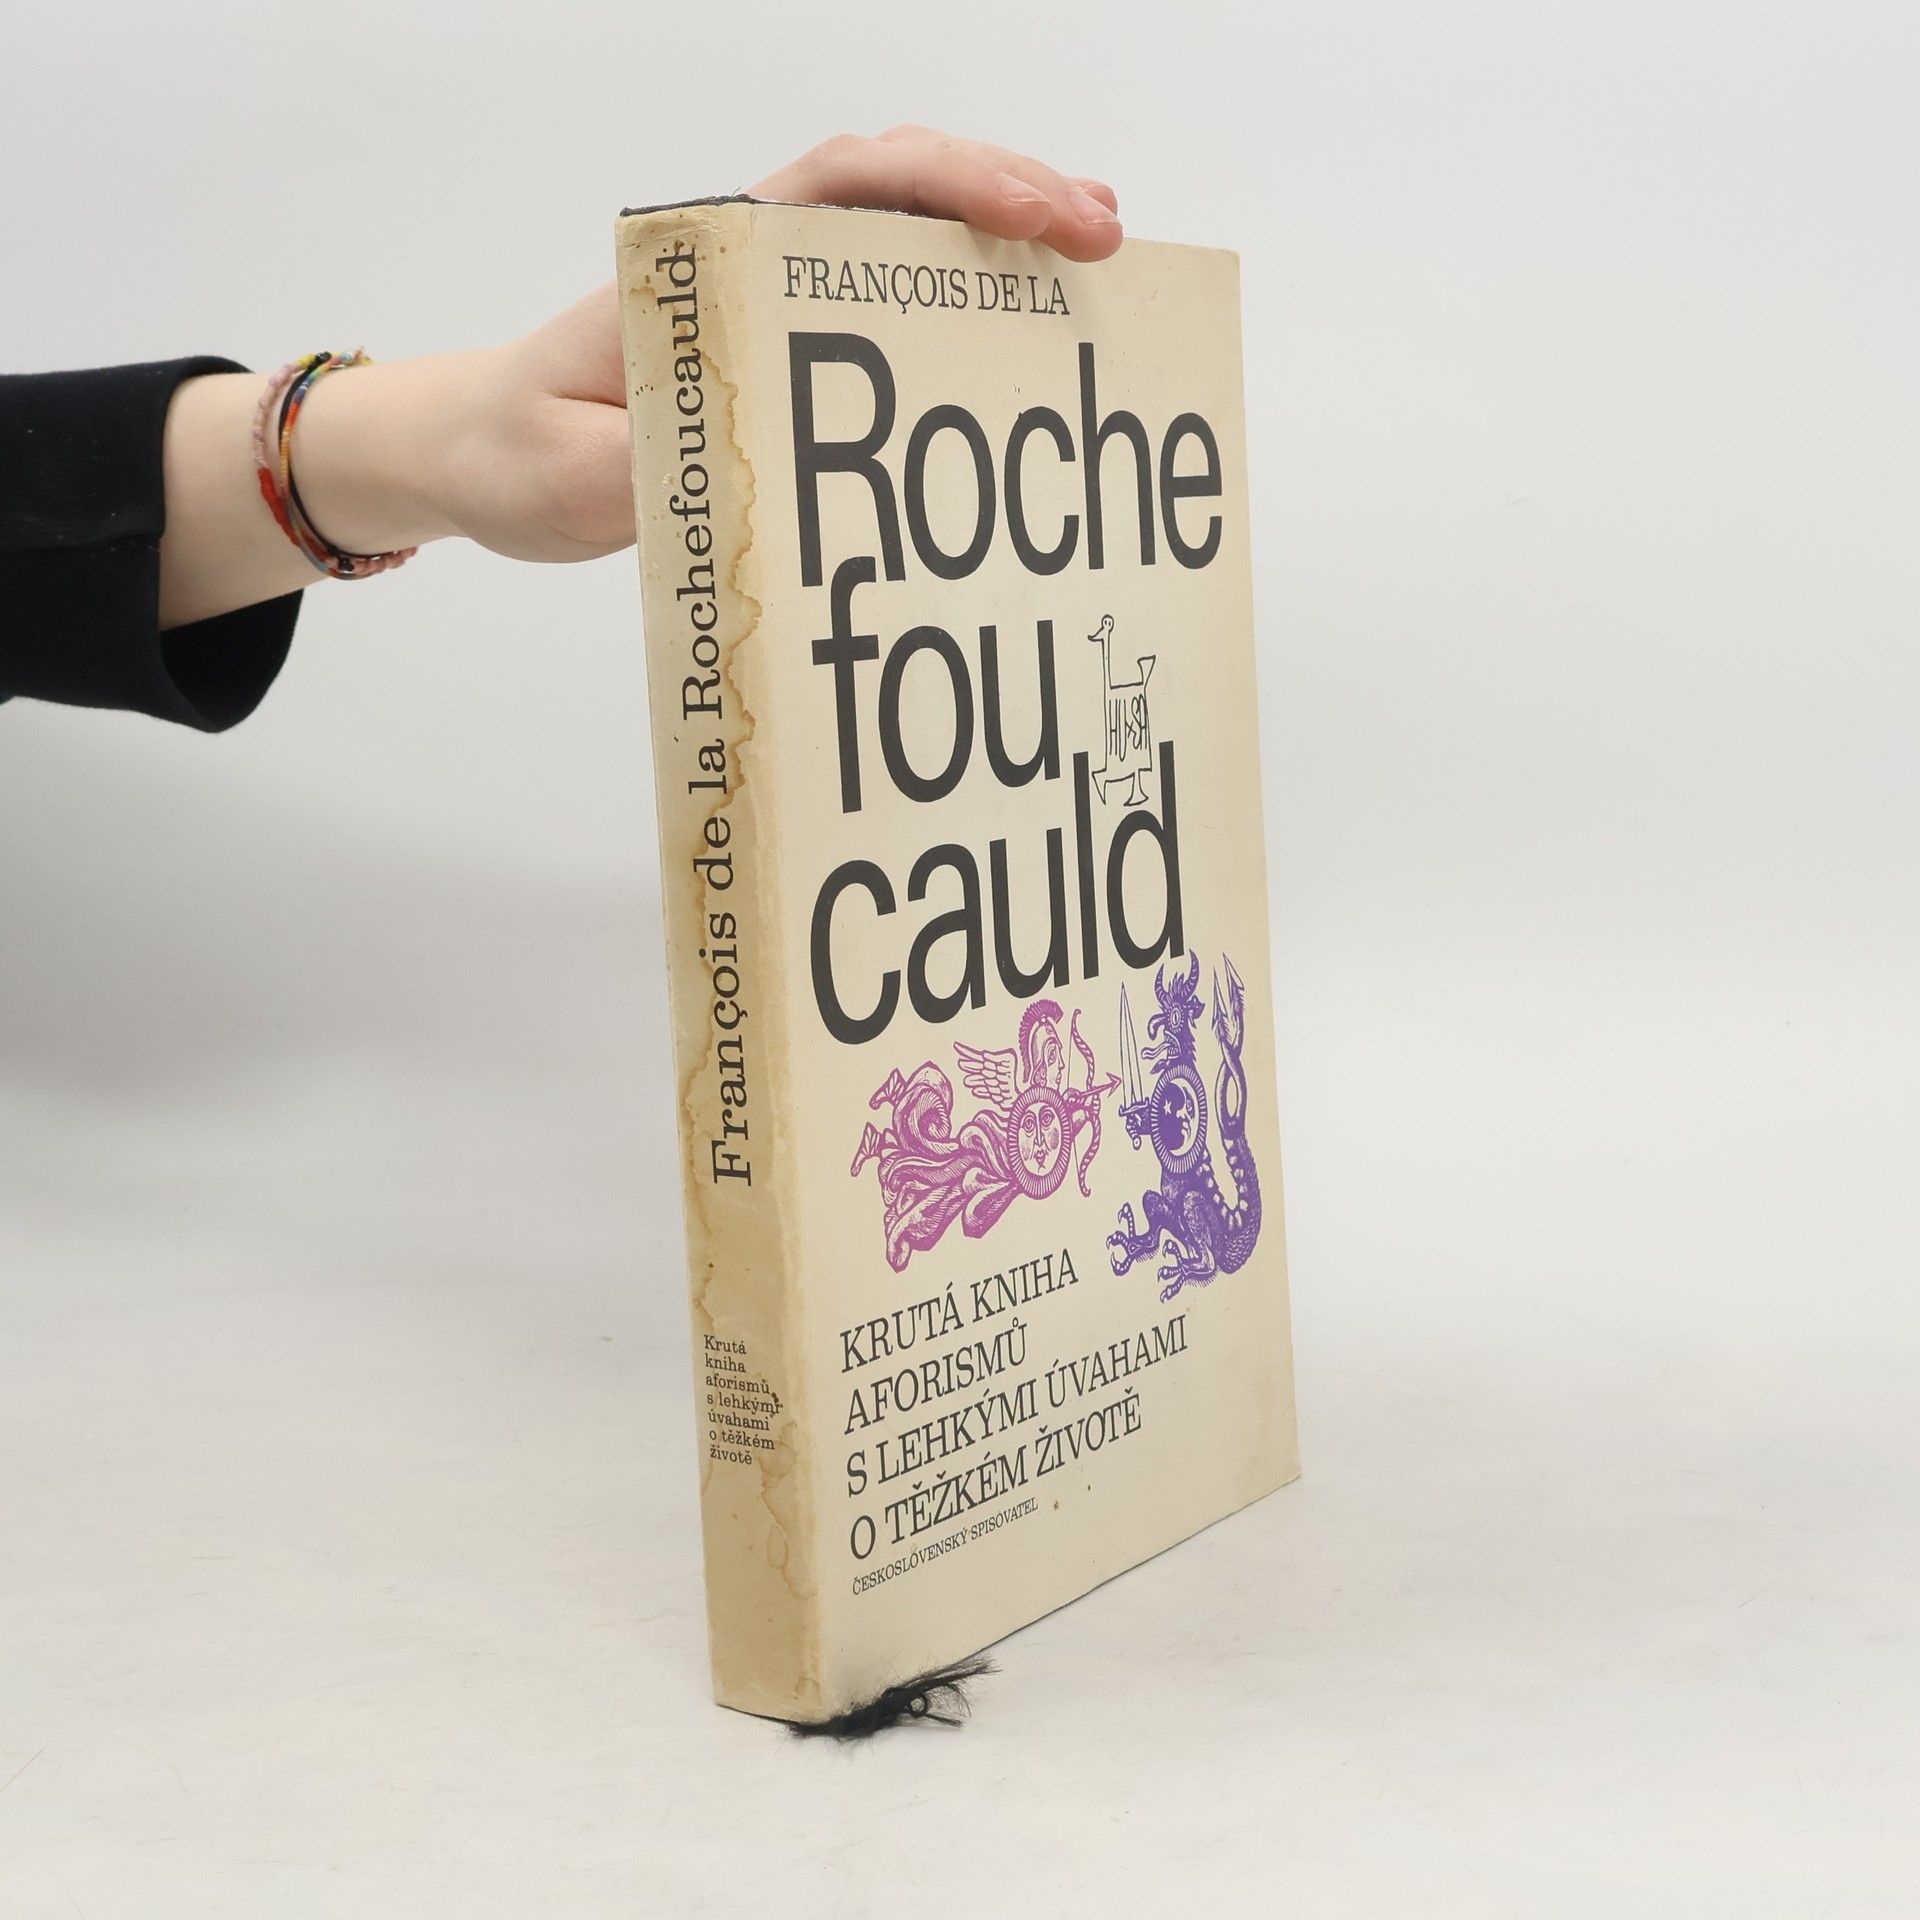 François de la Rochefoucauld
Krutá
kniha
aforismů
s lehkými
úvahami
o těžkém
životě
FRANÇOIS DE LA
Roche
fou
cauld
KRUTÁ KNIHA
AFORISMŮ
S LEHKÝMI ÚVAHAMI
O TĚŽKÉM ŽIVOTĚ
ČESKOSLOVENSKÝ SPISOVATEL